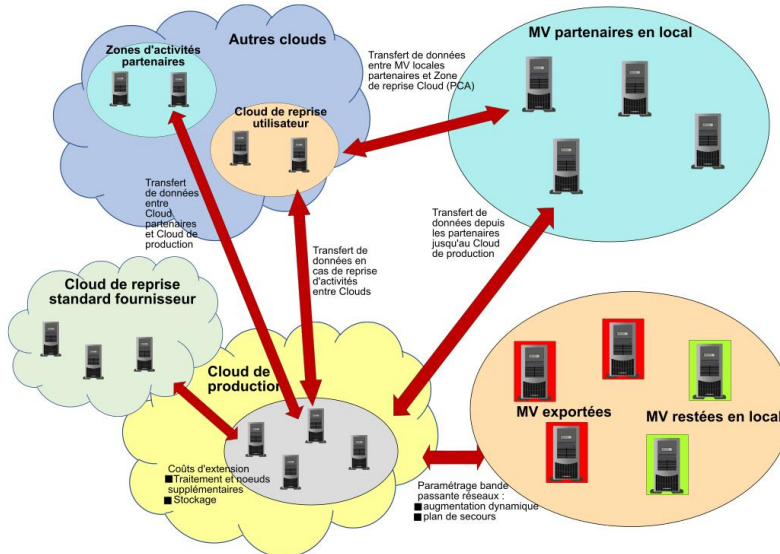 Zones d'activités
partenaires
Autres clouds
Cloud de reprise
utilisateur
Transfert de données
entre MV locales
partenaires et Zone
de reprise Cloud (PCA)
MV partenaires en local
Transfert
de données
entre
Cloud
partenaires
et Cloud de
production
Transfert de
données en
cas de reprise
d'activités
entre Clouds
Transfert de
données depuis
les partenaires
jusqu'au Cloud
de production
Cloud de reprise
standard fournisseur
Cloud de
production
Coûts d'extension
■Traitement et noeuds
supplémentaires
■Stockage
MV exportées
MV restées en local
Paramétrage bande
passante réseaux :
■ augmentation dynamique
■ plan de secours